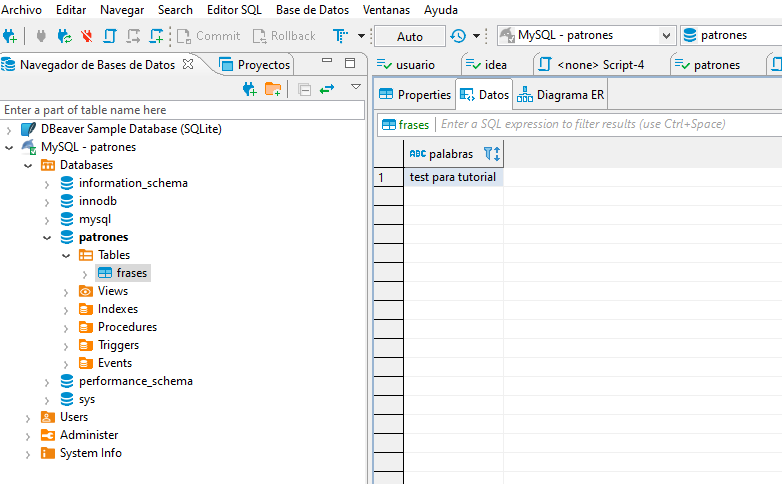 Archivo Editar Navegar Search Editor SQL Base de Datos Ventanas Ayuda
Commit Rollback Auto MySQL - patrones patrones
Navegador de Bases de Datos Proyectos
usuario idea <none> Script-4 patrones
Properties Datos Diagrama ER
Enter a part of table name here
frases Enter a SQL expression to filter results (use Ctrl+Space)
DBeaver Sample Database (SQLite)
MySQL - patrones
Databases
information_schema
innodb
mysql
patrones
Tables
frases
Views
Indexes
Procedures
Triggers
Events
performance_schema
sys
Users
Administer
System Info
ABC palabras
1 test para tutorial